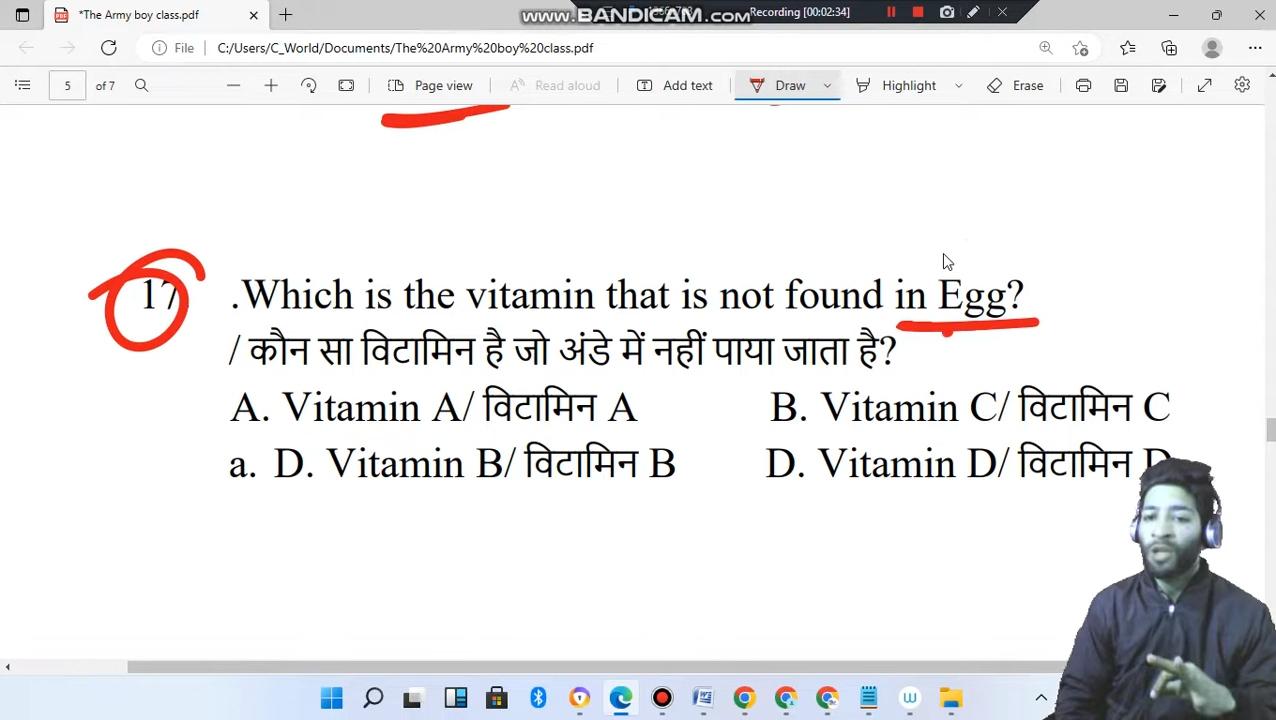 *The Army boy class.pdf
www.BANDICAM.com
Recording [00:02:34]
File
C:/Users/C_World/Documents/The%20Army%20boy%20class.pdf
5 of 7
Page view
Read aloud
Add text
Draw
Highlight
Erase
17 .Which is the vitamin that is not found in Egg?
/ कौन सा विटामिन है जो अंडे में नहीं पाया जाता है?
A. Vitamin A/ विटामिन A B. Vitamin C/ विटामिन C
a. D. Vitamin B/ विटामिन B D. Vitamin D/ विटामिन D